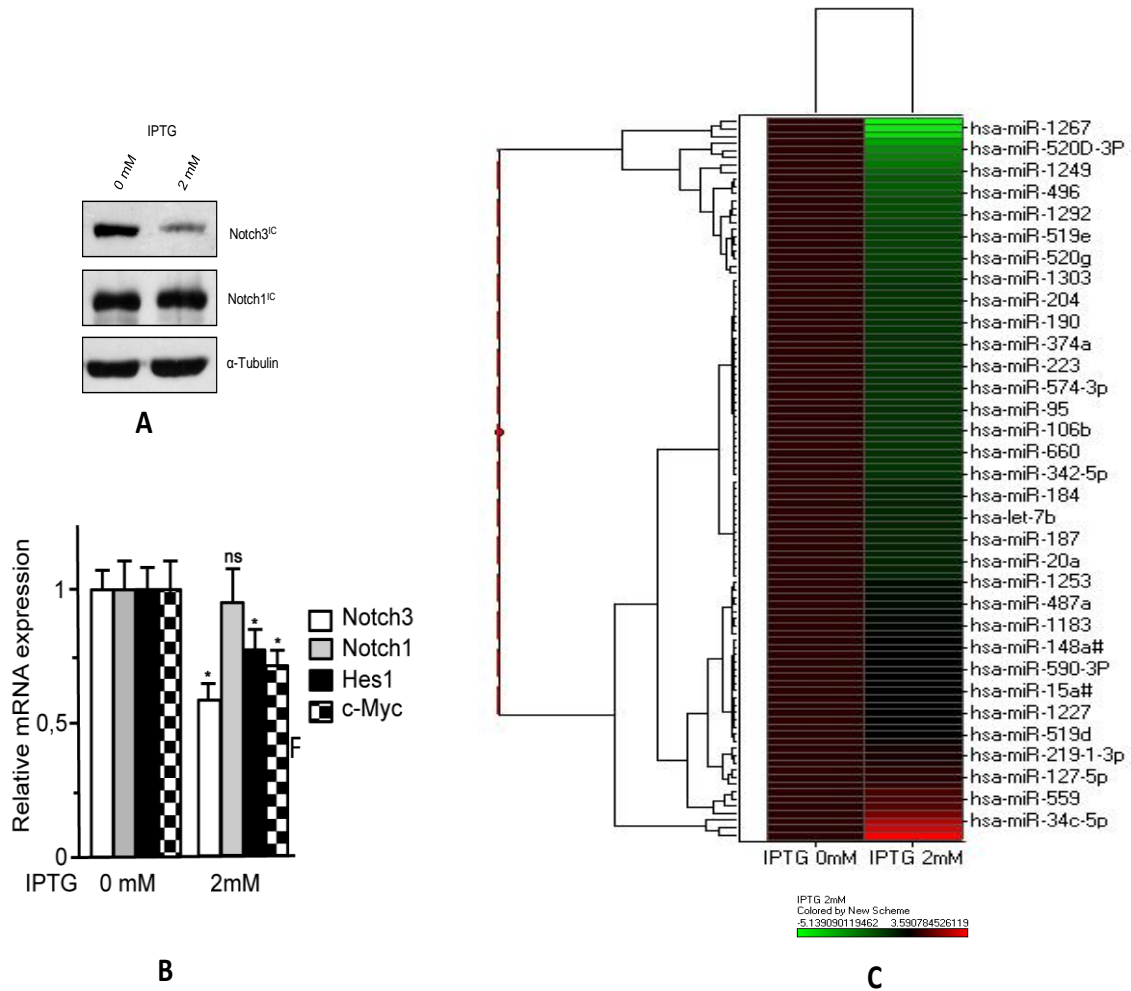 IPTG
0 mM
2 mM
Notch3IC
Notch1IC
α-Tubulin
A
Relative mRNA expression
1
0,5
0
ns
*
*
*
Notch3
Notch1
Hes1
c-Myc
F
IPTG 0 mM 2mM
B
hsa-miR-1267
hsa-miR-520D-3P
hsa-miR-1249
hsa-miR-496
hsa-miR-1292
hsa-miR-519e
hsa-miR-520g
hsa-miR-1303
hsa-miR-204
hsa-miR-190
hsa-miR-374a
hsa-miR-223
hsa-miR-574-3p
hsa-miR-95
hsa-miR-106b
hsa-miR-660
hsa-miR-342-5p
hsa-miR-184
hsa-let-7b
hsa-miR-187
hsa-miR-20a
hsa-miR-1253
hsa-miR-487a
hsa-miR-1183
hsa-miR-148a#
hsa-miR-590-3P
hsa-miR-15a#
hsa-miR-1227
hsa-miR-519d
hsa-miR-219-1-3p
hsa-miR-127-5p
hsa-miR-559
hsa-miR-34c-5p
IPTG 0mM IPTG 2mM
IPTG 2mM
Colored by New Scheme
-5.139090119462 3.590784526119
C